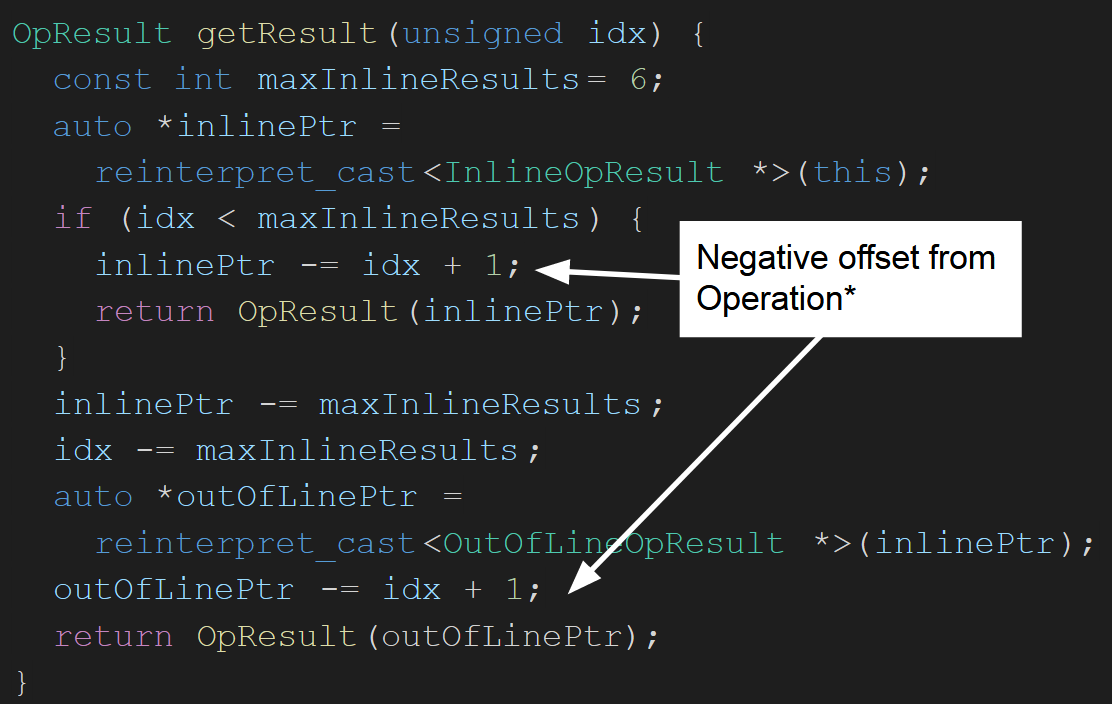 OpResult getResult(unsigned idx) {
  const int maxInlineResults= 6;
  auto *inlinePtr =
    reinterpret_cast<InlineOpResult *>(this);
  if (idx < maxInlineResults) {
    inlinePtr -= idx + 1;
    return OpResult(inlinePtr);
  }
  inlinePtr -= maxInlineResults;
  idx -= maxInlineResults;
  auto *outOfLinePtr =
    reinterpret_cast<OutOfLineOpResult *>(inlinePtr);
  outOfLinePtr -= idx + 1;
  return OpResult(outOfLinePtr);
}
Negative offset from
Operation*